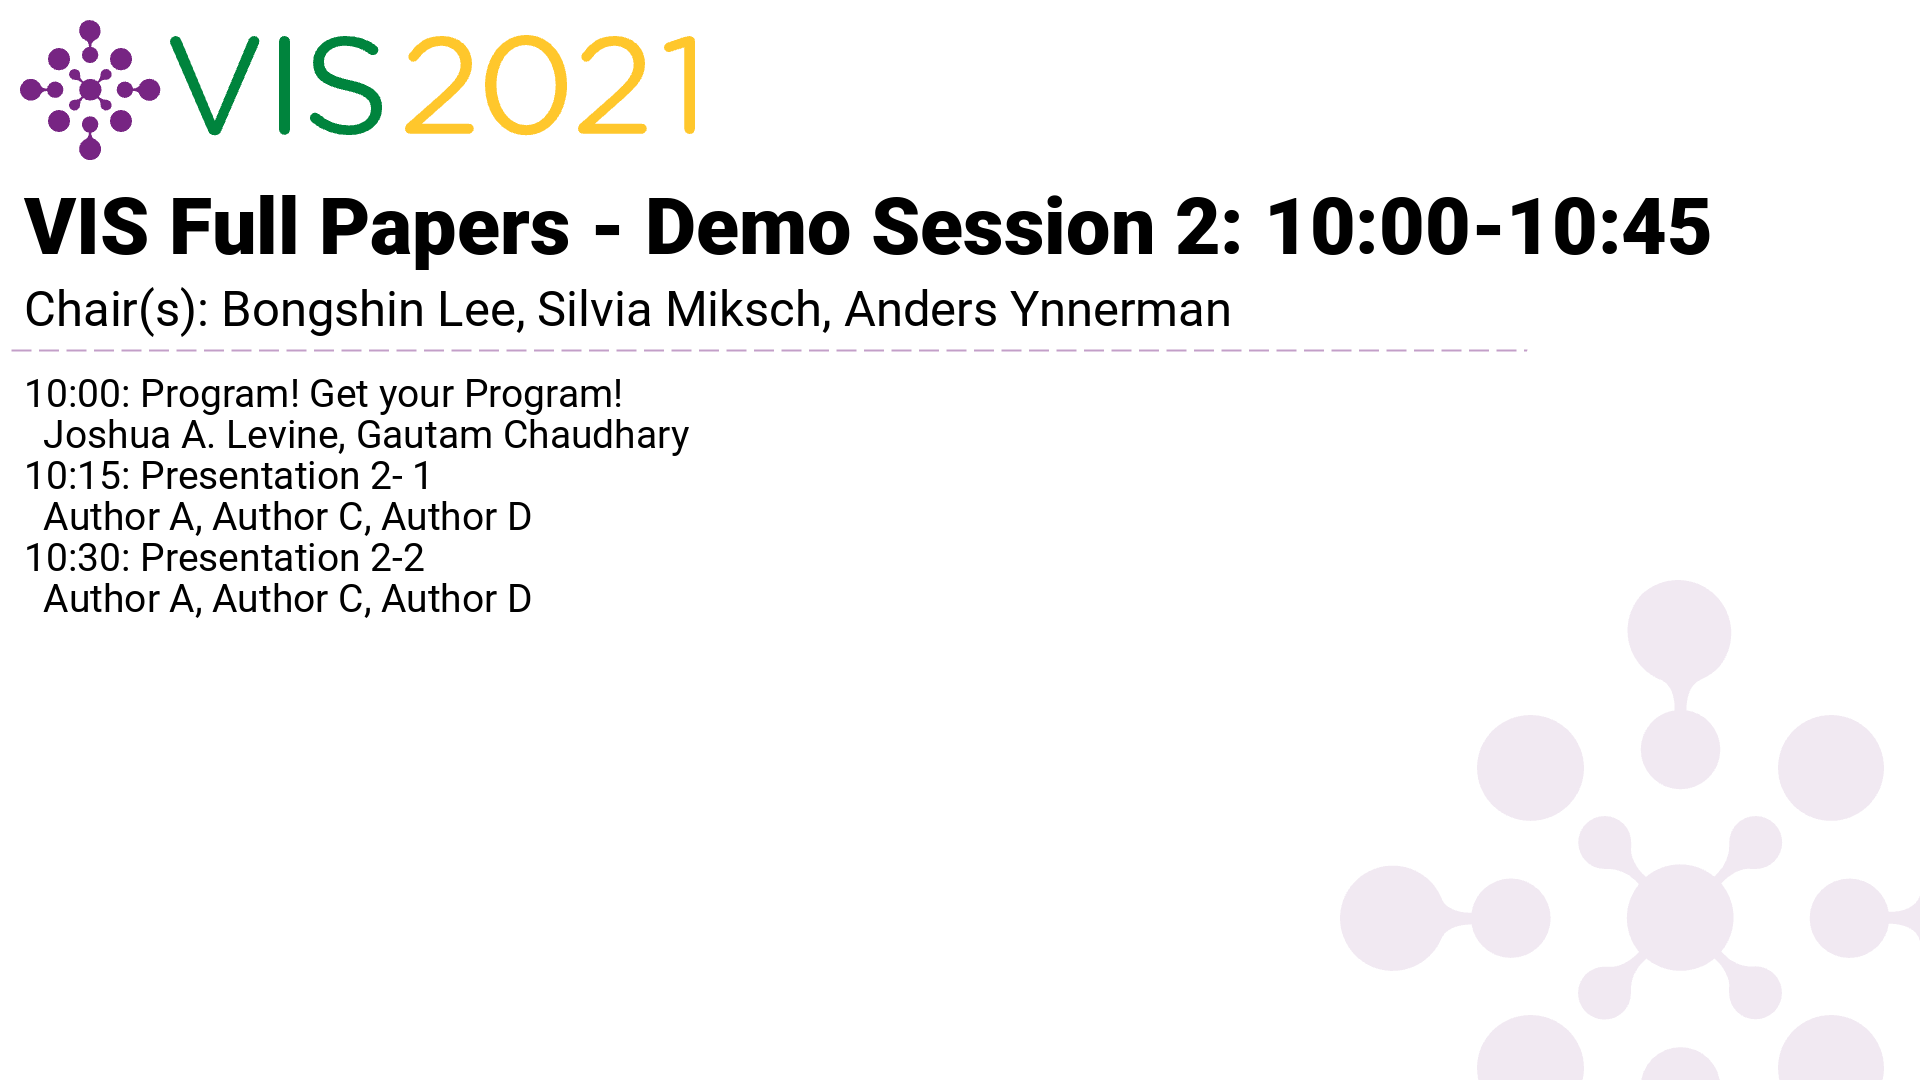 VIS2021
VIS Full Papers - Demo Session 2: 10:00-10:45
Chair(s): Bongshin Lee, Silvia Miksch, Anders Ynnerman
10:00: Program! Get your Program!
Joshua A. Levine, Gautam Chaudhary
10:15: Presentation 2- 1
Author A, Author C, Author D
10:30: Presentation 2-2
Author A, Author C, Author D